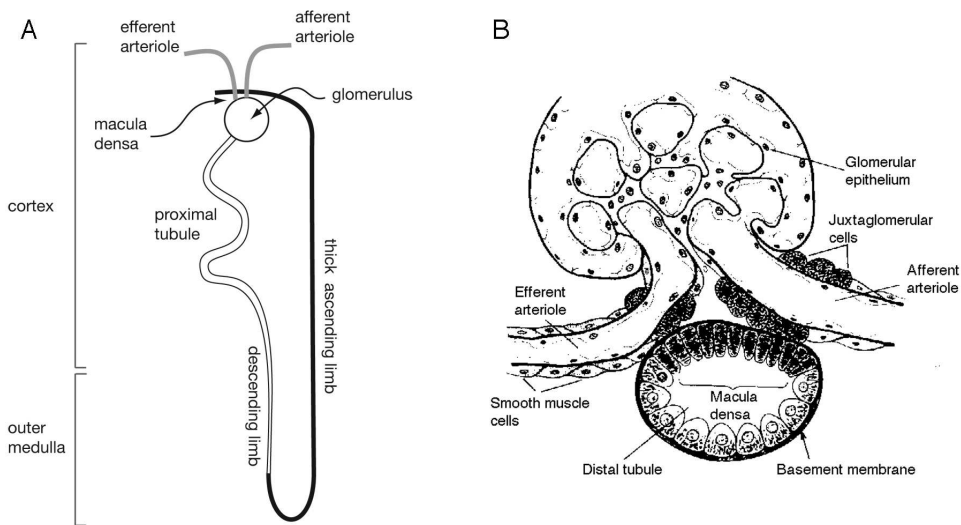 A
efferent
arteriole
afferent
arteriole
glomerulus
macula
densa
cortex
proximal
tubule
thick ascending limb
descending limb
outer
medulla
B
Glomerular
epithelium
Juxtaglomerular
cells
Afferent
arteriole
Efferent
arteriole
Smooth muscle
cells
Macula
densa
Distal tubule
Basement membrane